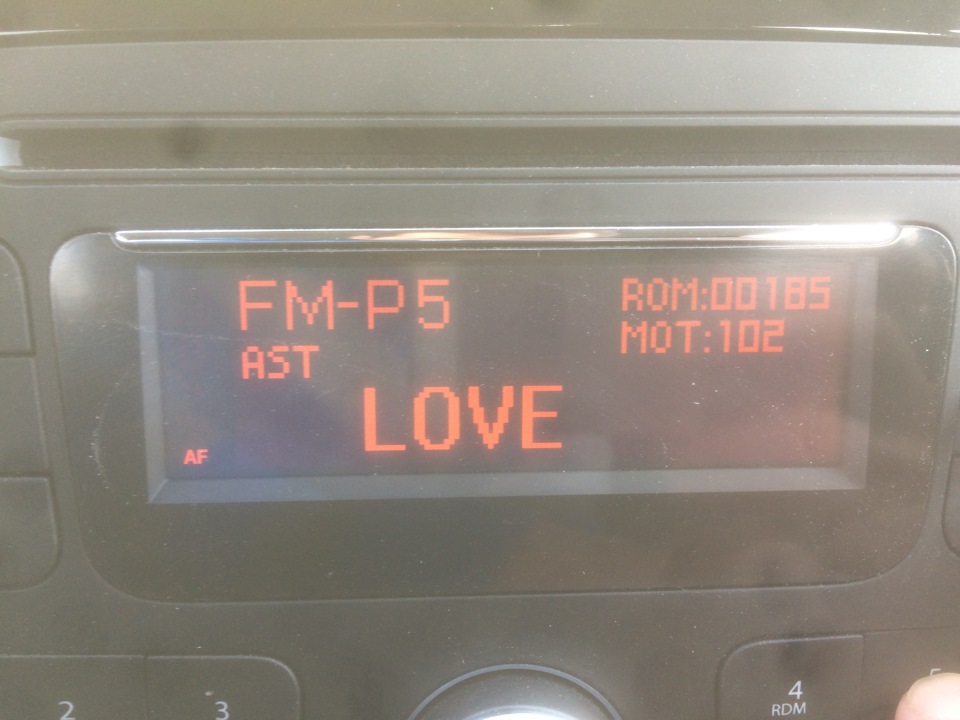 FM-P5
ROM:00185
MOT:102
AST
LOVE
AF
2
3
4
RDM